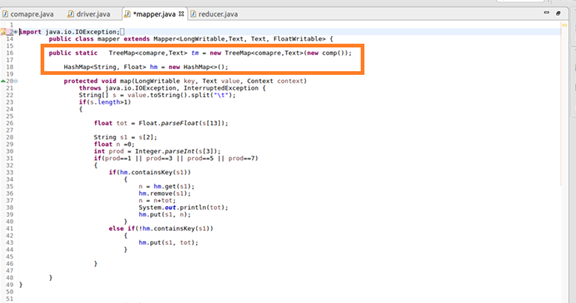 comapre.java driver.java *mapper.java reducer.java
1
2 import java.io.IOException;
14 public class mapper extends Mapper<LongWritable,Text, Text, FloatWritable> {
15
16 public static TreeMap<comapre,Text> tm = new TreeMap<comapre,Text>(new comp());
17
18 HashMap<String, Float> hm = new HashMap<>();
19
20 protected void map(LongWritable key, Text value, Context context)
21 throws java.io.IOException, InterruptedException {
22 String[] s = value.toString().split("\t");
23 if(s.length>1)
24 {
25
26 float tot = Float.parseFloat(s[13]);
27
28 String s1 = s[2];
29 float n =0;
30 int prod = Integer.parseInt(s[3]);
31 if(prod==1 || prod==3 || prod==5 || prod==7)
32 {
33 if(hm.containsKey(s1))
34 {
35 n = hm.get(s1);
36 hm.remove(s1);
37 n = n+tot;
38 System.out.println(tot);
39 hm.put(s1, n);
40 }
41 else if(!hm.containsKey(s1))
42 {
43 hm.put(s1, tot);
44 }
45
46 }
47
48 }
49 }
50
51